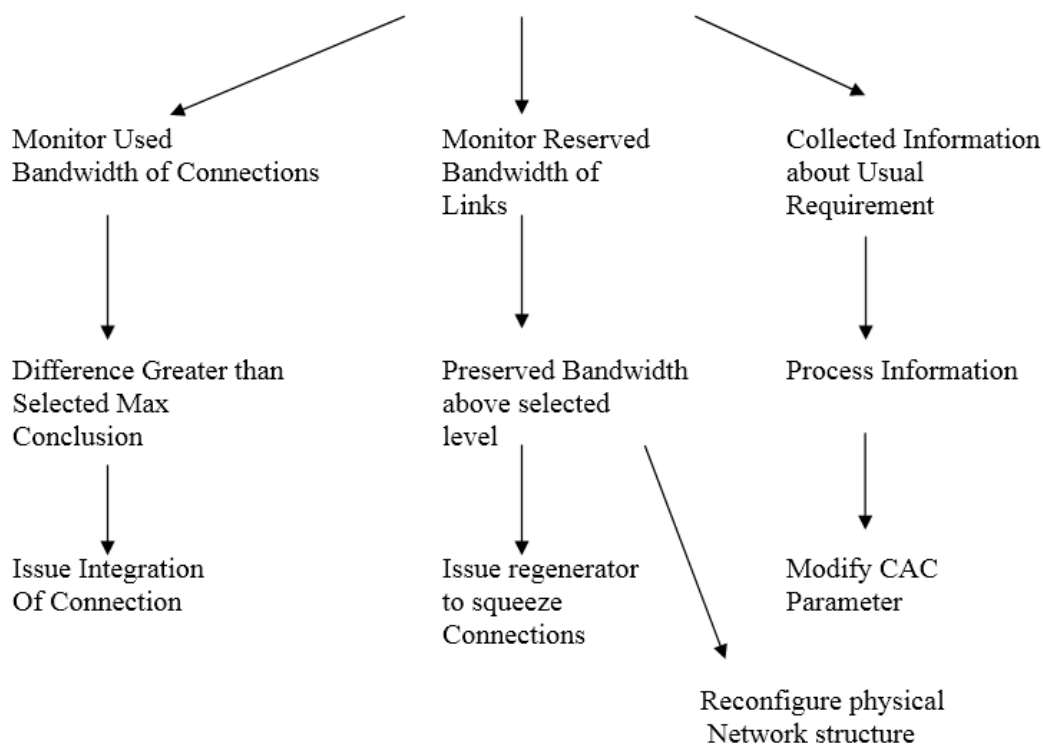 Monitor Used
Bandwidth of Connections
Monitor Reserved
Bandwidth of
Links
Collected Information
about Usual
Requirement
Difference Greater than
Selected Max
Conclusion
Preserved Bandwidth
above selected
level
Process Information
Issue Integration
Of Connection
Issue regenerator
to squeeze
Connections
Modify CAC
Parameter
Reconfigure physical
Network structure